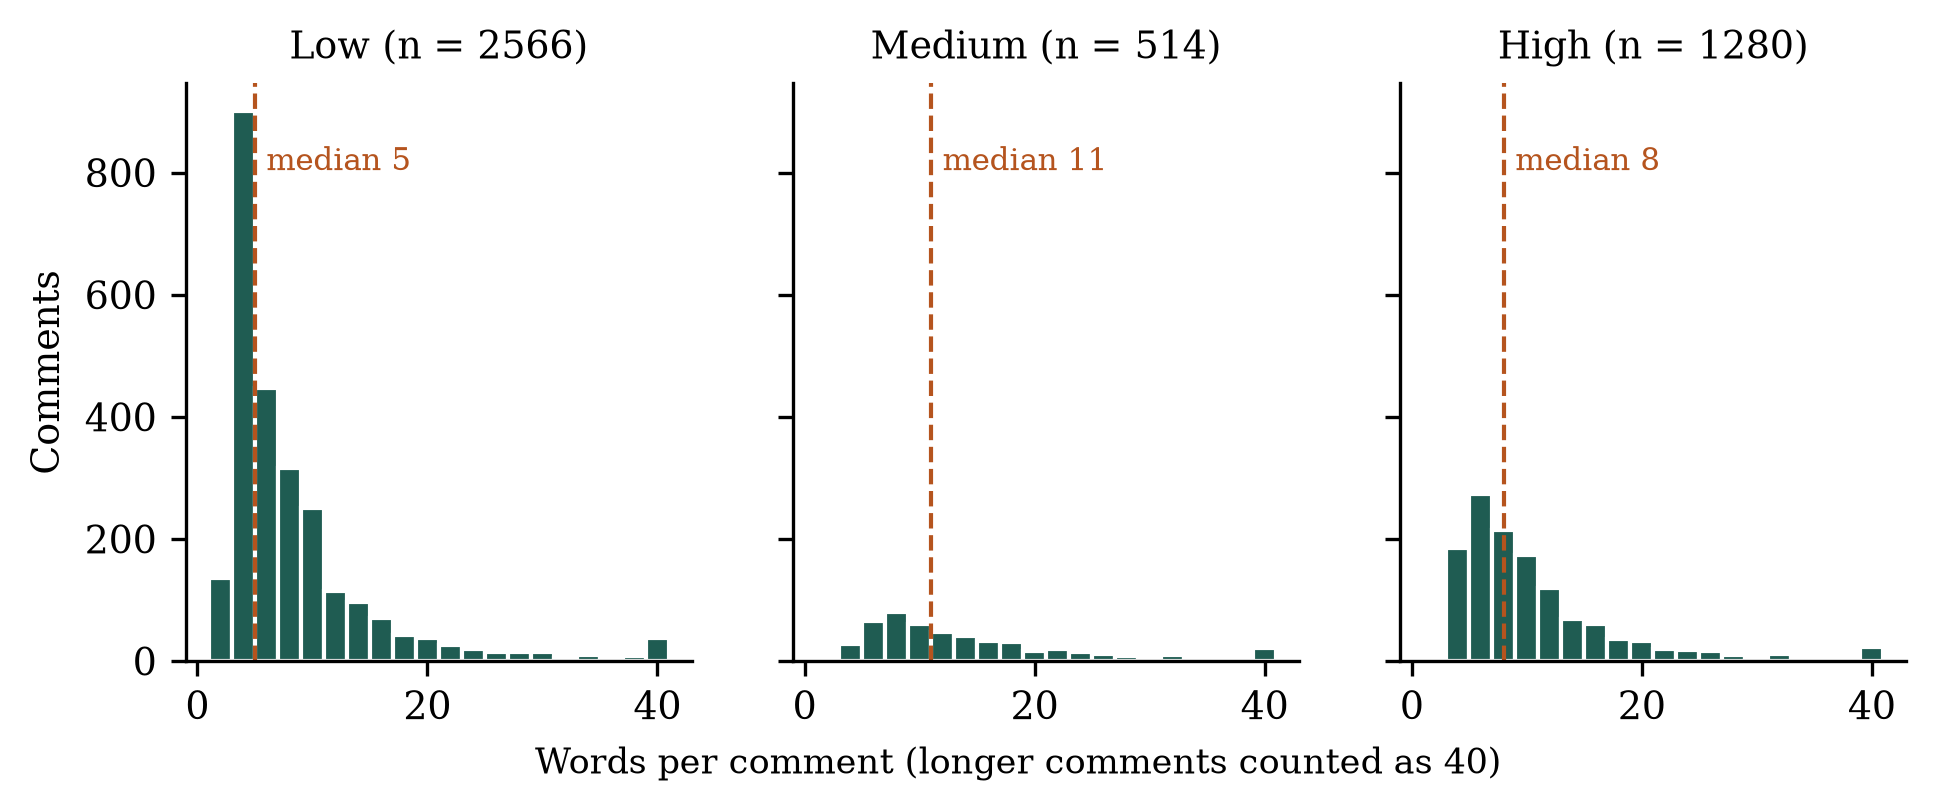 Low (n = 2566)
Medium (n = 514)
High (n = 1280)
Comments
800
600
400
200
0
median 5
median 11
median 8
0 20 40
0 20 40
0 20 40
Words per comment (longer comments counted as 40)